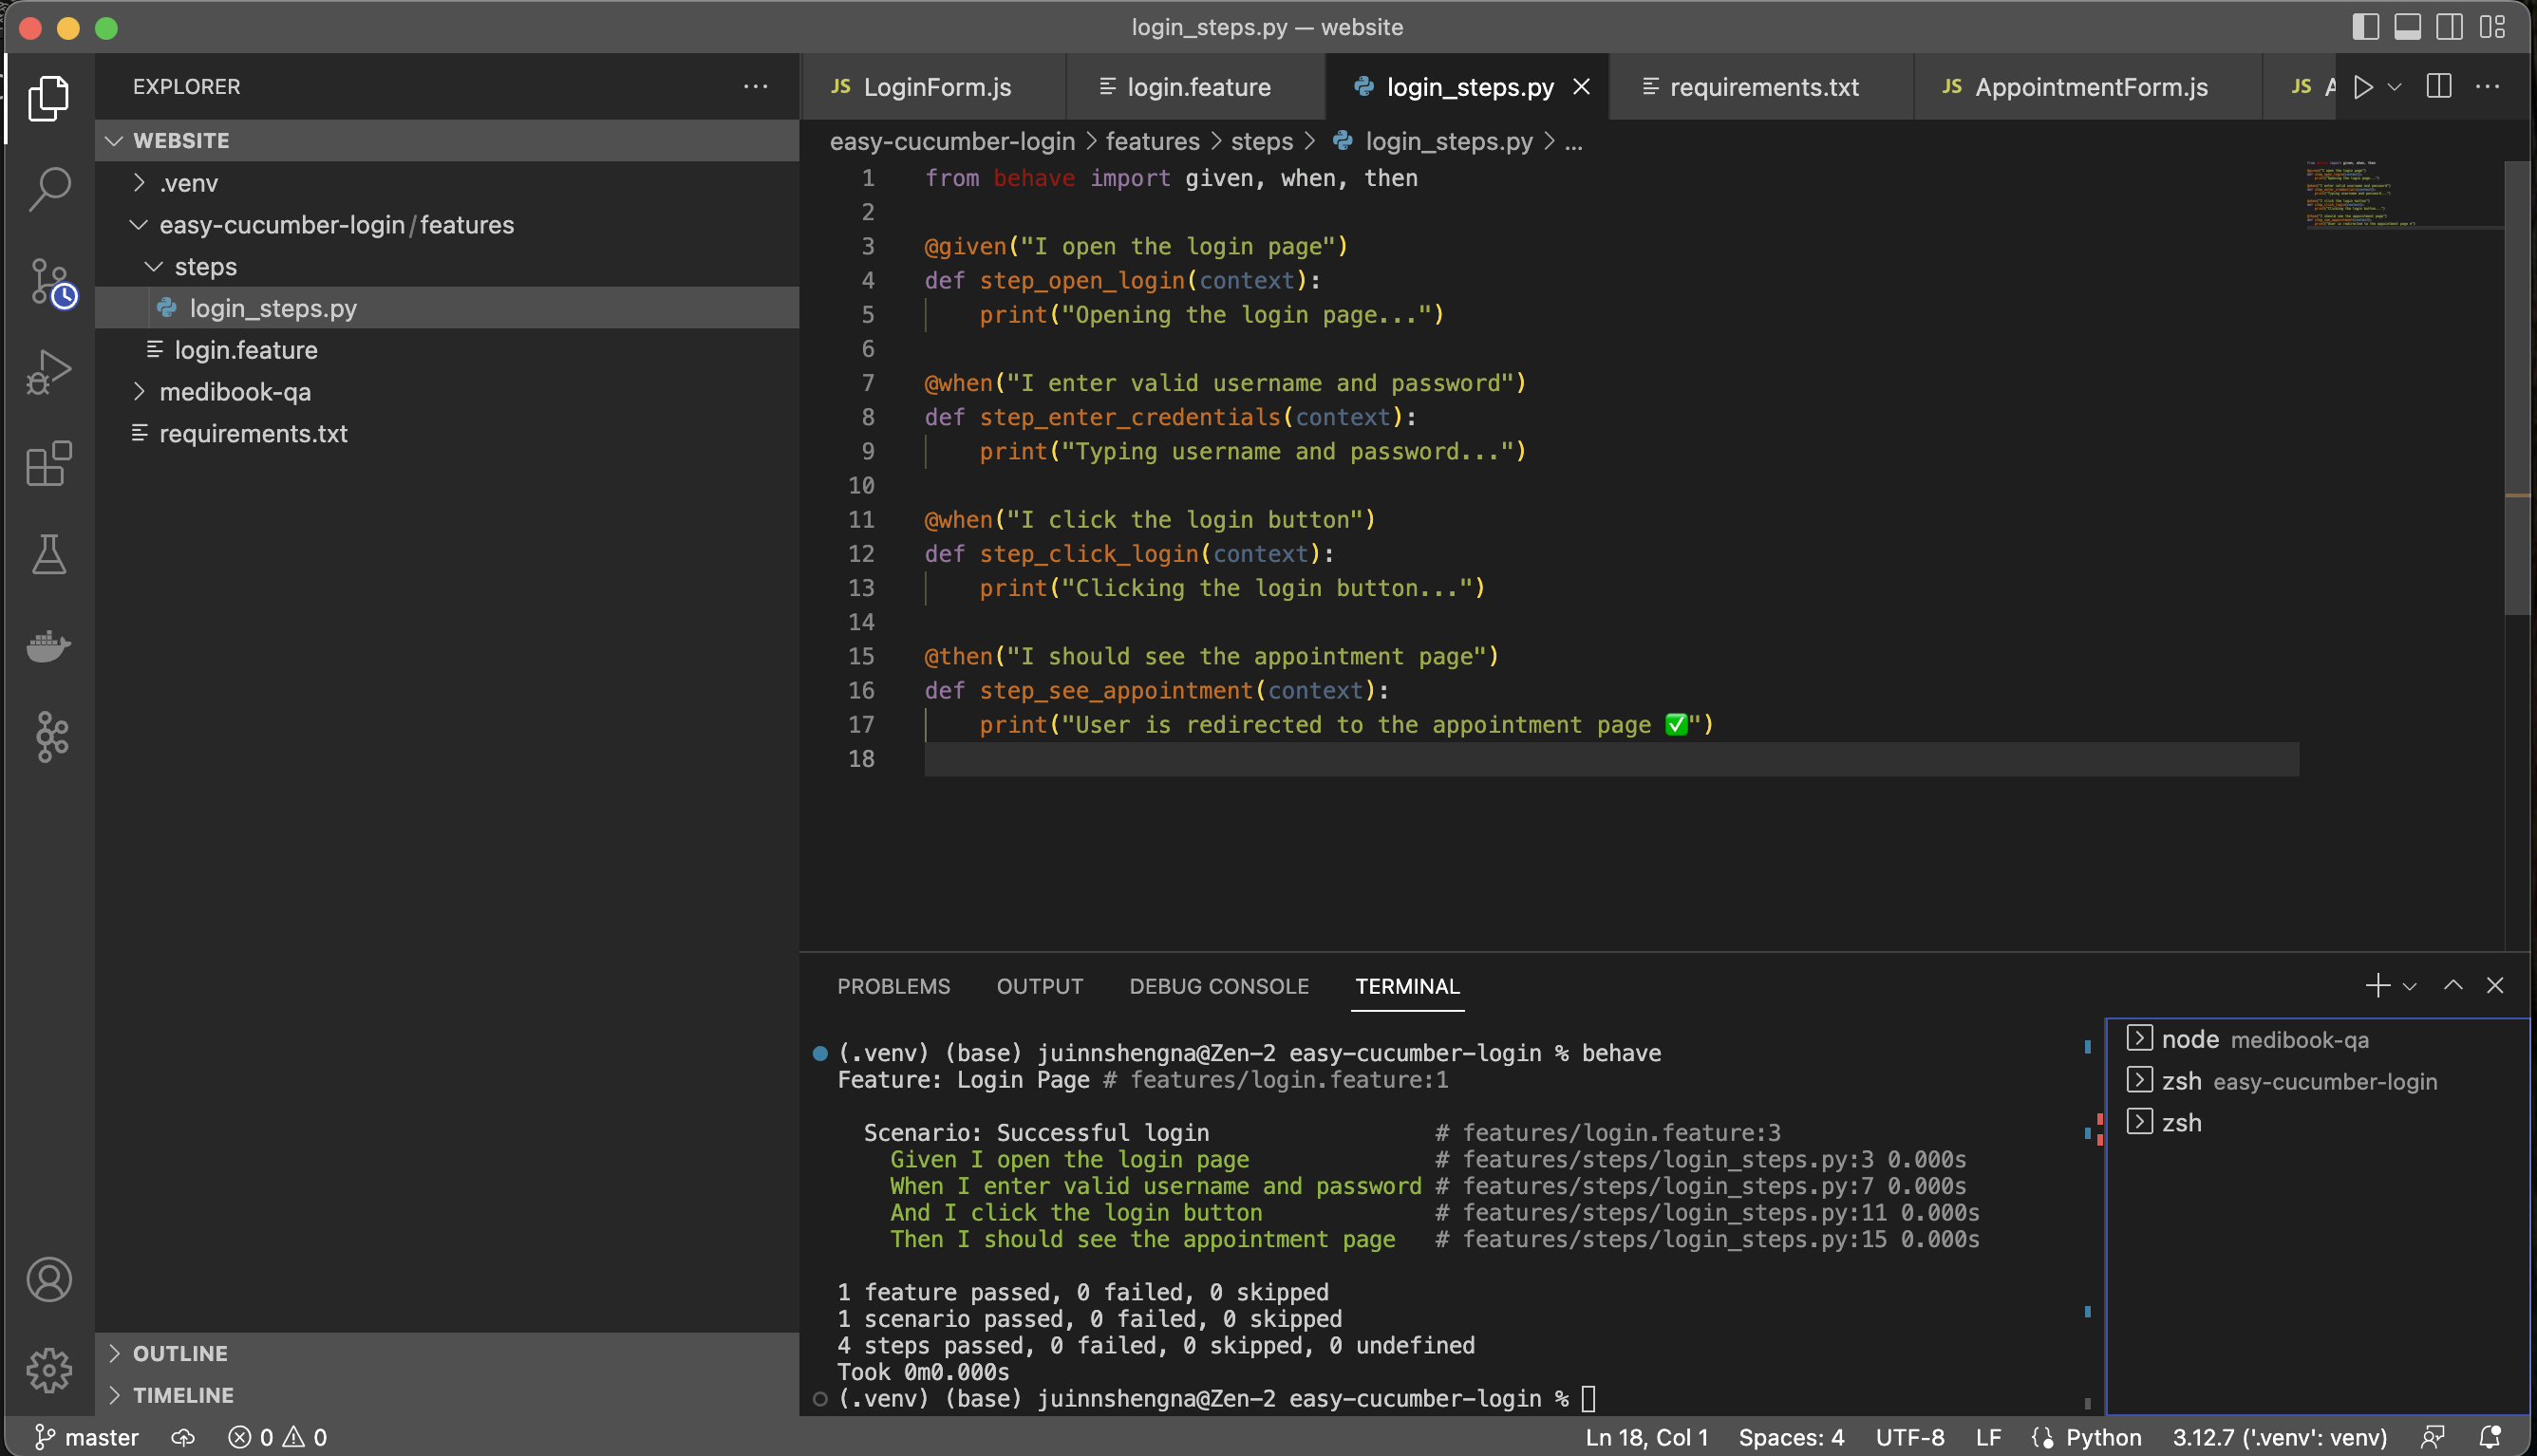 login_steps.py — website
EXPLORER
WEBSITE
.venv
easy-cucumber-login/features
steps
login_steps.py
login.feature
medibook-qa
requirements.txt
OUTLINE
TIMELINE
JS LoginForm.js
login.feature
login_steps.py
requirements.txt
JS AppointmentForm.js
JS
easy-cucumber-login > features > steps > login_steps.py > ...
1 from behave import given, when, then
2
3 @given("I open the login page")
4 def step_open_login(context):
5     print("Opening the login page...")
6
7 @when("I enter valid username and password")
8 def step_enter_credentials(context):
9     print("Typing username and password...")
10
11 @when("I click the login button")
12 def step_click_login(context):
13     print("Clicking the login button...")
14
15 @then("I should see the appointment page")
16 def step_see_appointment(context):
17     print("User is redirected to the appointment page ✅")
18
PROBLEMS OUTPUT DEBUG CONSOLE TERMINAL
(.venv) (base) juinnshengna@Zen-2 easy-cucumber-login % behave
Feature: Login Page # features/login.feature:1
  Scenario: Successful login                 # features/login.feature:3
    Given I open the login page              # features/steps/login_steps.py:3 0.000s
    When I enter valid username and password # features/steps/login_steps.py:7 0.000s
    And I click the login button             # features/steps/login_steps.py:11 0.000s
    Then I should see the appointment page   # features/steps/login_steps.py:15 0.000s
1 feature passed, 0 failed, 0 skipped
1 scenario passed, 0 failed, 0 skipped
4 steps passed, 0 failed, 0 skipped, 0 undefined
Took 0m0.000s
(.venv) (base) juinnshengna@Zen-2 easy-cucumber-login %
node medibook-qa
zsh easy-cucumber-login
zsh
master 0 0 Ln 18, Col 1 Spaces: 4 UTF-8 LF Python 3.12.7 ('.venv': venv)